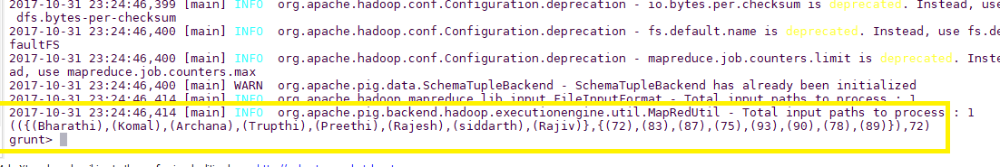 2017-10-31 23:24:46,399 [main] INFO  org.apache.hadoop.conf.Configuration.deprecation - io.bytes.per.checksum is deprecated. Instead, use
 dfs.bytes-per-checksum
2017-10-31 23:24:46,400 [main] INFO  org.apache.hadoop.conf.Configuration.deprecation - fs.default.name is deprecated. Instead, use fs.de
faultFS
2017-10-31 23:24:46,400 [main] INFO  org.apache.hadoop.conf.Configuration.deprecation - mapreduce.job.counters.limit is deprecated. Inste
ad, use mapreduce.job.counters.max
2017-10-31 23:24:46,400 [main] WARN  org.apache.pig.data.SchemaTupleBackend - SchemaTupleBackend has already been initialized
2017-10-31 23:24:46,414 [main] INFO  org.apache.hadoop.mapreduce.lib.input.FileInputFormat - Total input paths to process : 1
2017-10-31 23:24:46,414 [main] INFO  org.apache.pig.backend.hadoop.executionengine.util.MapRedUtil - Total input paths to process : 1
(({(Bharathi),(Komal),(Archana),(Trupthi),(Preethi),(Rajesh),(siddarth),(Rajiv)},{(72),(83),(87),(75),(93),(90),(78),(89)}),72)
grunt>